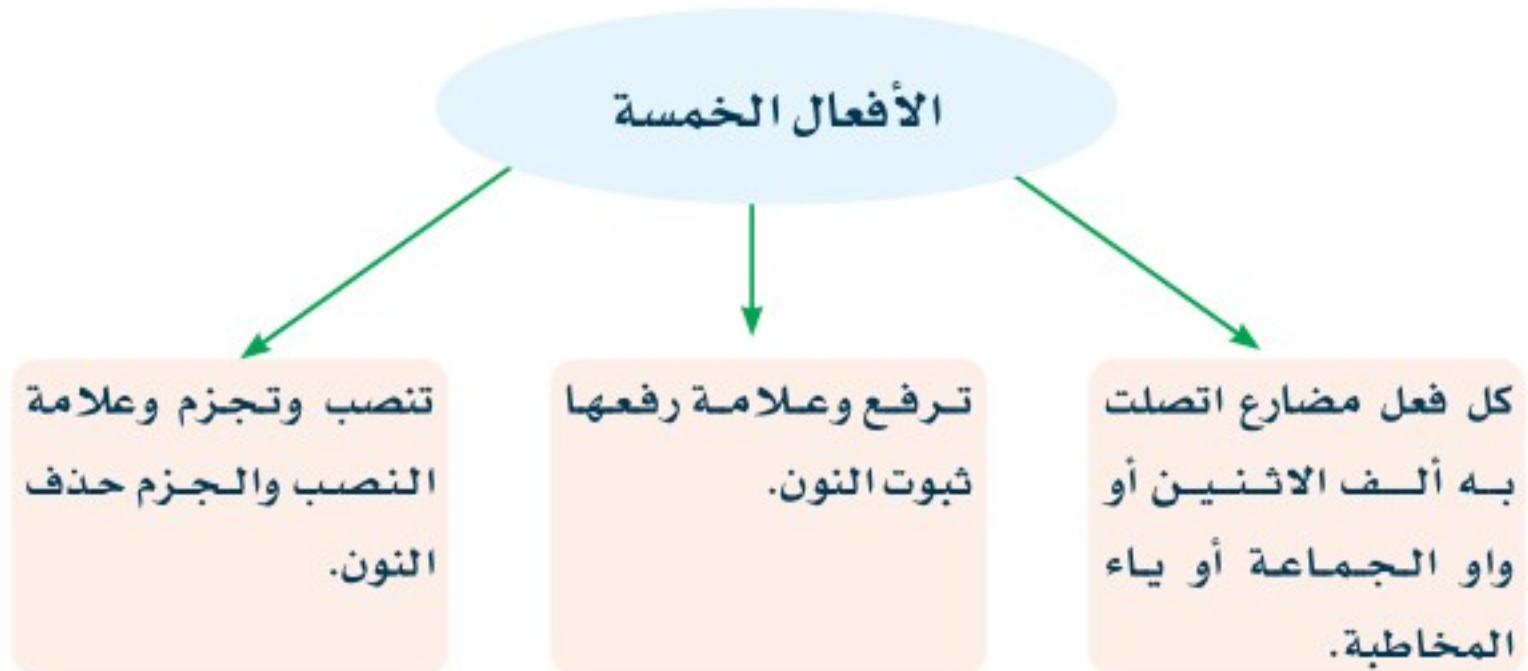 الأفعال الخمسة
كل فعل مضارع اتصلت
به ألف الاثنين أو
واو الجماعة أو ياء
المخاطبة.
ترفع وعلامة رفعها
ثبوت النون.
تنصب وتجزم وعلامة
النصب والجزم حذف
النون.